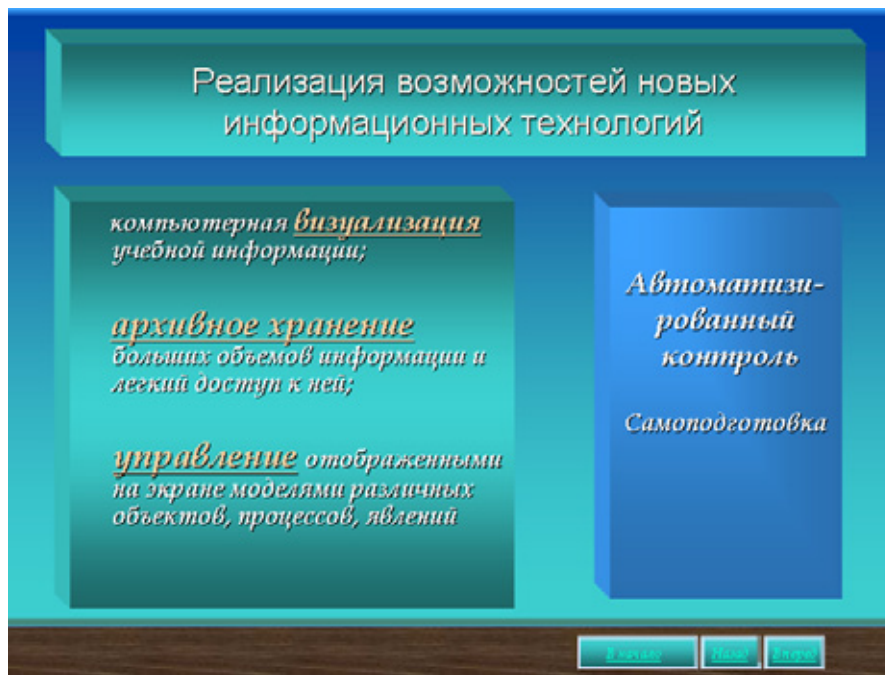 Реализация возможностей новых
информационных технологий
компьютерная визуализация
учебной информации;
архивное хранение
больших объемов информации и
легкий доступ к ней;
управление отображенными
на экране моделями различных
объектов, процессов, явлений
Автоматизи-
рованный
контроль
Самоподготовка
В начало
Назад
Вперед